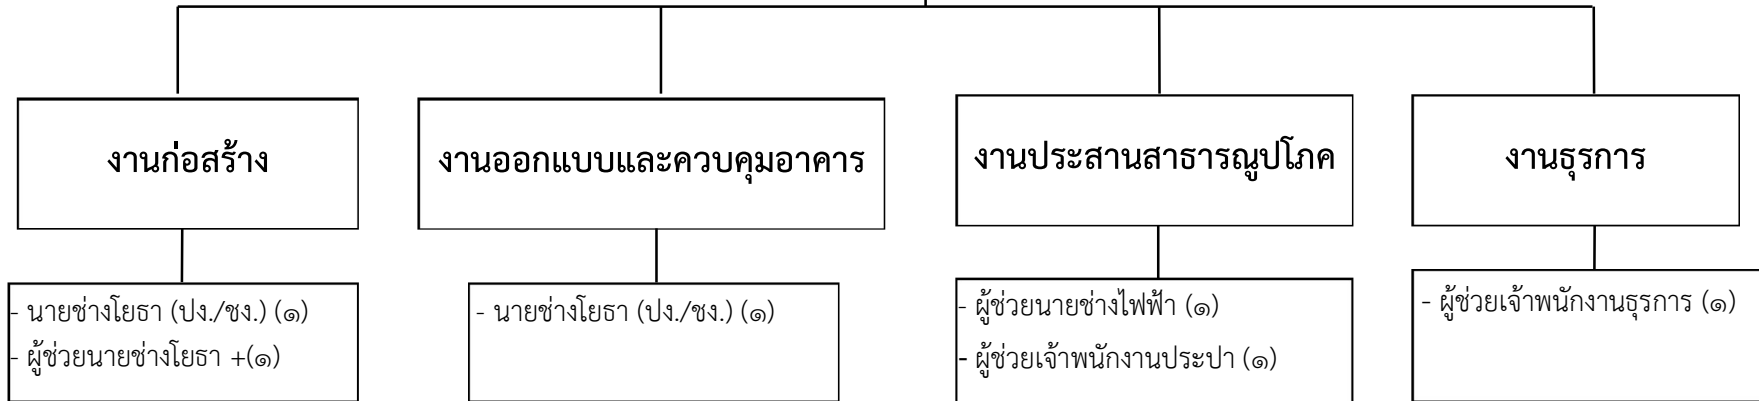 งานก่อสร้าง
งานออกแบบและควบคุมอาคาร
งานประสานสาธารณูปโภค
งานธุรการ
- นายช่างโยธา (ปง./ชง.) (๑)
- ผู้ช่วยนายช่างโยธา +(๑)
- นายช่างโยธา (ปง./ชง.) (๑)
- ผู้ช่วยนายช่างไฟฟ้า (๑)
- ผู้ช่วยเจ้าพนักงานประปา (๑)
- ผู้ช่วยเจ้าพนักงานธุรการ (๑)